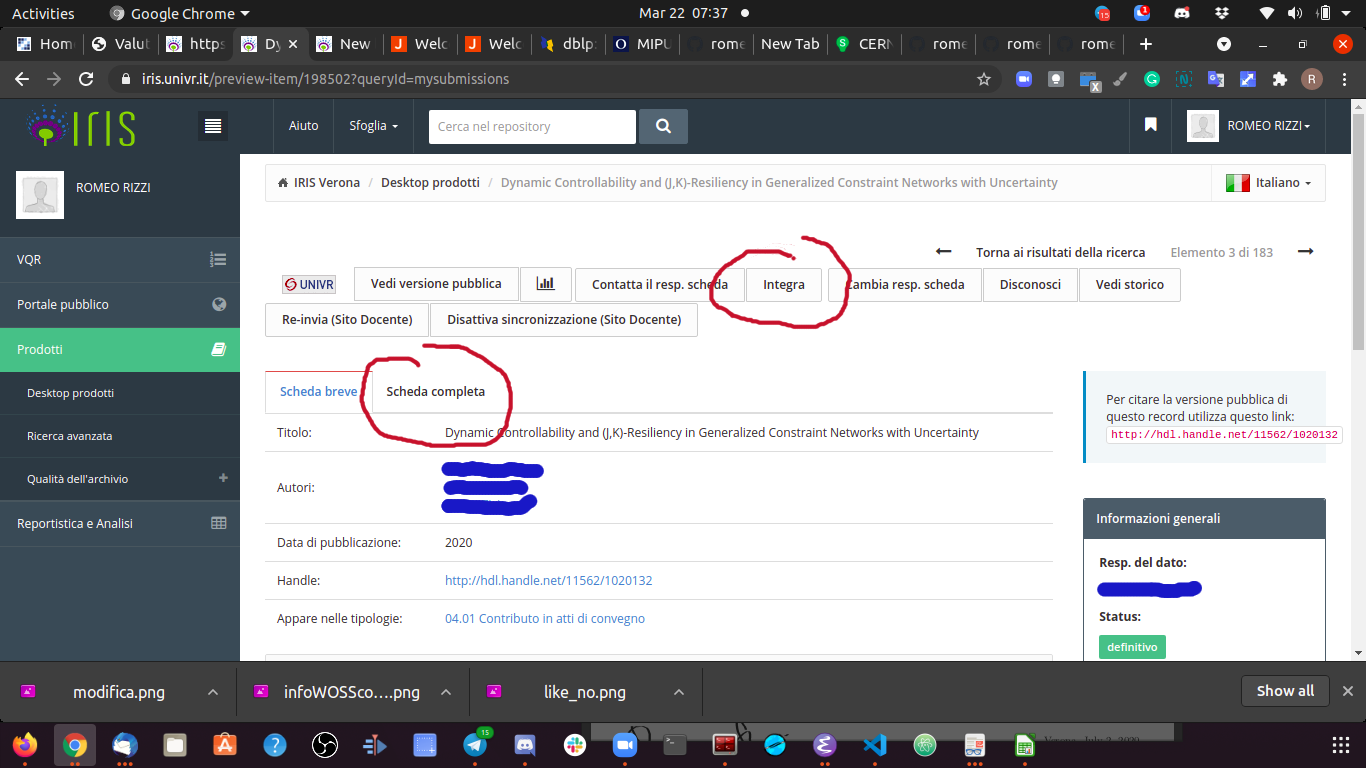 Activities
Google Chrome
Mar 22 07:37
15
1
Hom
Valut
https
Dy
New
Welc
Welc
dblp:
MIPU
rome
New Tab
CERN
rome
rome
rome
iris.univr.it/preview-item/198502?queryId=mysubmissions
R
IRIS
Aiuto
Sfoglia
Cerca nel repository
ROMEO RIZZI
ROMEO RIZZI
IRIS Verona / Desktop prodotti / Dynamic Controllability and (J,K)-Resiliency in Generalized Constraint Networks with Uncertainty
Italiano
VQR
Portale pubblico
Prodotti
Desktop prodotti
Ricerca avanzata
Qualità dell'archivio
Reportistica e Analisi
Torna ai risultati della ricerca
Elemento 3 di 183
UNIVR
Vedi versione pubblica
Contatta il resp. scheda
Integra
Cambia resp. scheda
Disconosci
Vedi storico
Re-invia (Sito Docente)
Disattiva sincronizzazione (Sito Docente)
Scheda breve
Scheda completa
Titolo:
Dynamic Controllability and (J,K)-Resiliency in Generalized Constraint Networks with Uncertainty
Autori:
Data di pubblicazione:
2020
Handle:
http://hdl.handle.net/11562/1020132
Appare nelle tipologie:
04.01 Contributo in atti di convegno
Per citare la versione pubblica di
questo record utilizza questo link:
http://hdl.handle.net/11562/1020132
Informazioni generali
Resp. del dato:
Status:
definitivo
modifica.png
infoWOSSco....png
like_no.png
Show all
15